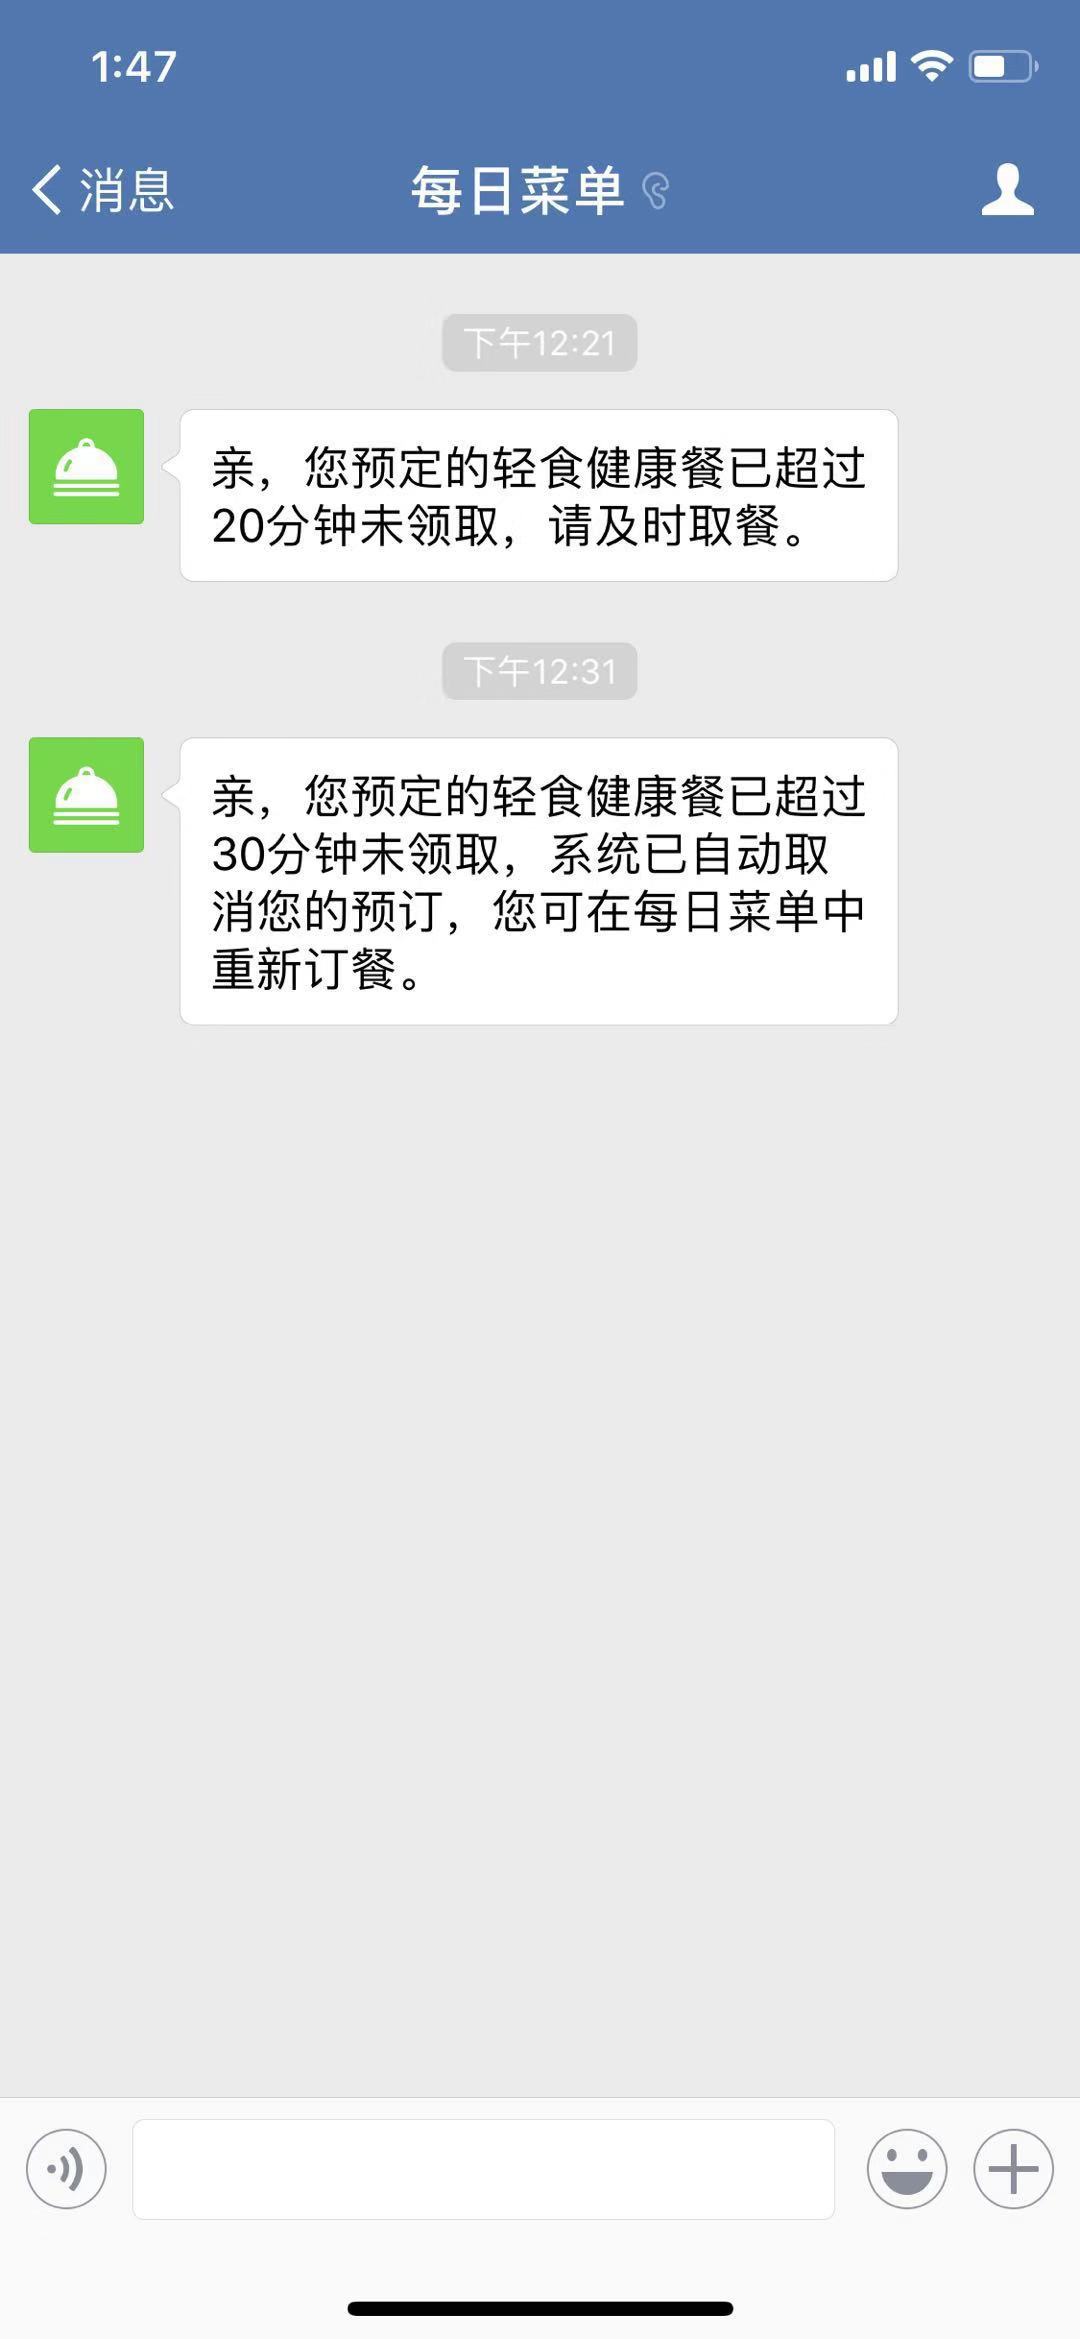 1:47
消息
每日菜单
下午12:21
亲，您预定的轻食健康餐已超过
20分钟未领取，请及时取餐。
下午12:31
亲，您预定的轻食健康餐已超过
30分钟未领取，系统已自动取
消您的预订，您可在每日菜单中
重新订餐。